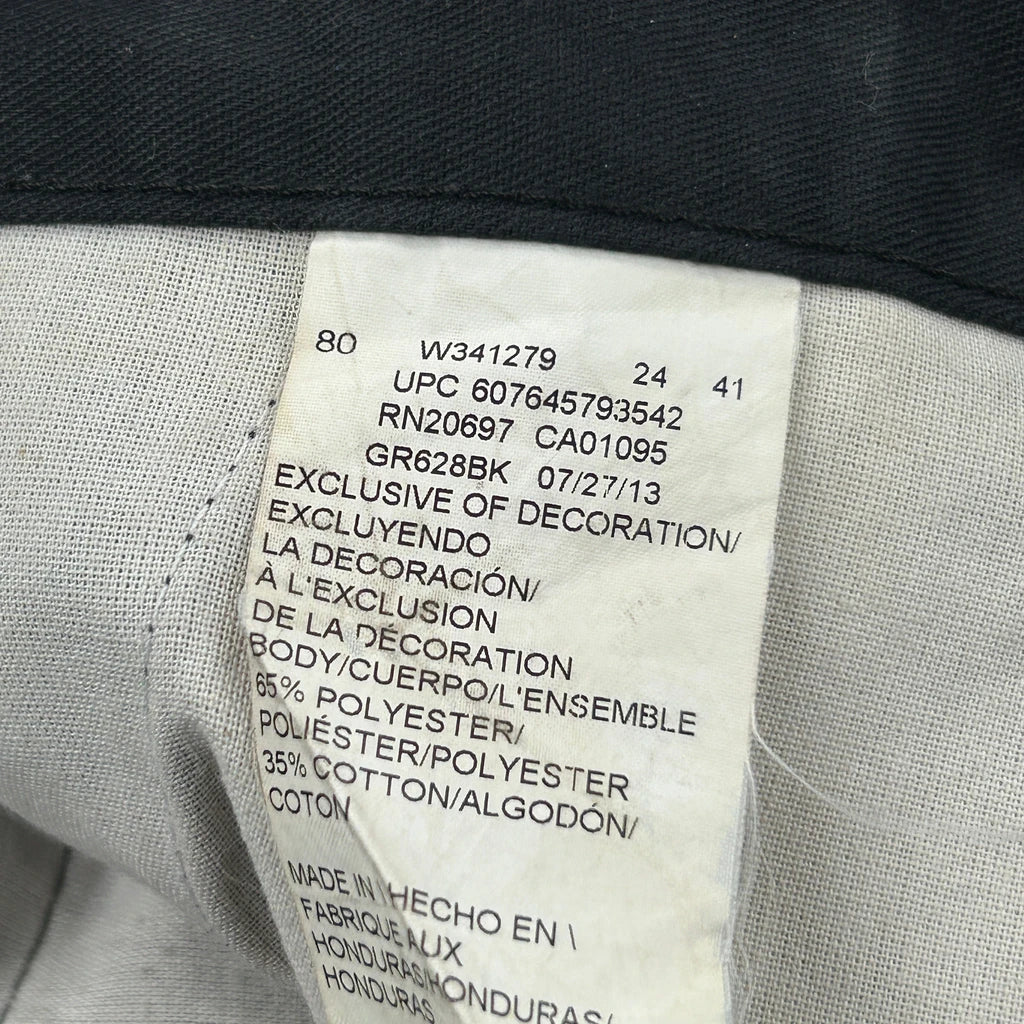 80 W341279 24 41
UPC 607645793542
RN20697 CA01095
GR628BK 07/27/13
EXCLUSIVE OF DECORATION/
EXCLUYENDO
LA DECORACIÓN/
À L'EXCLUSION
DE LA DÉCORATION
BODY/CUERPO/L'ENSEMBLE
65% POLYESTER/
POLIÉSTER/POLYESTER
35% COTTON/ALGODÓN/
COTON
MADE IN \ HECHO EN \
FABRIQUE AUX
HONDURAS/HONDURAS/
HONDURAS